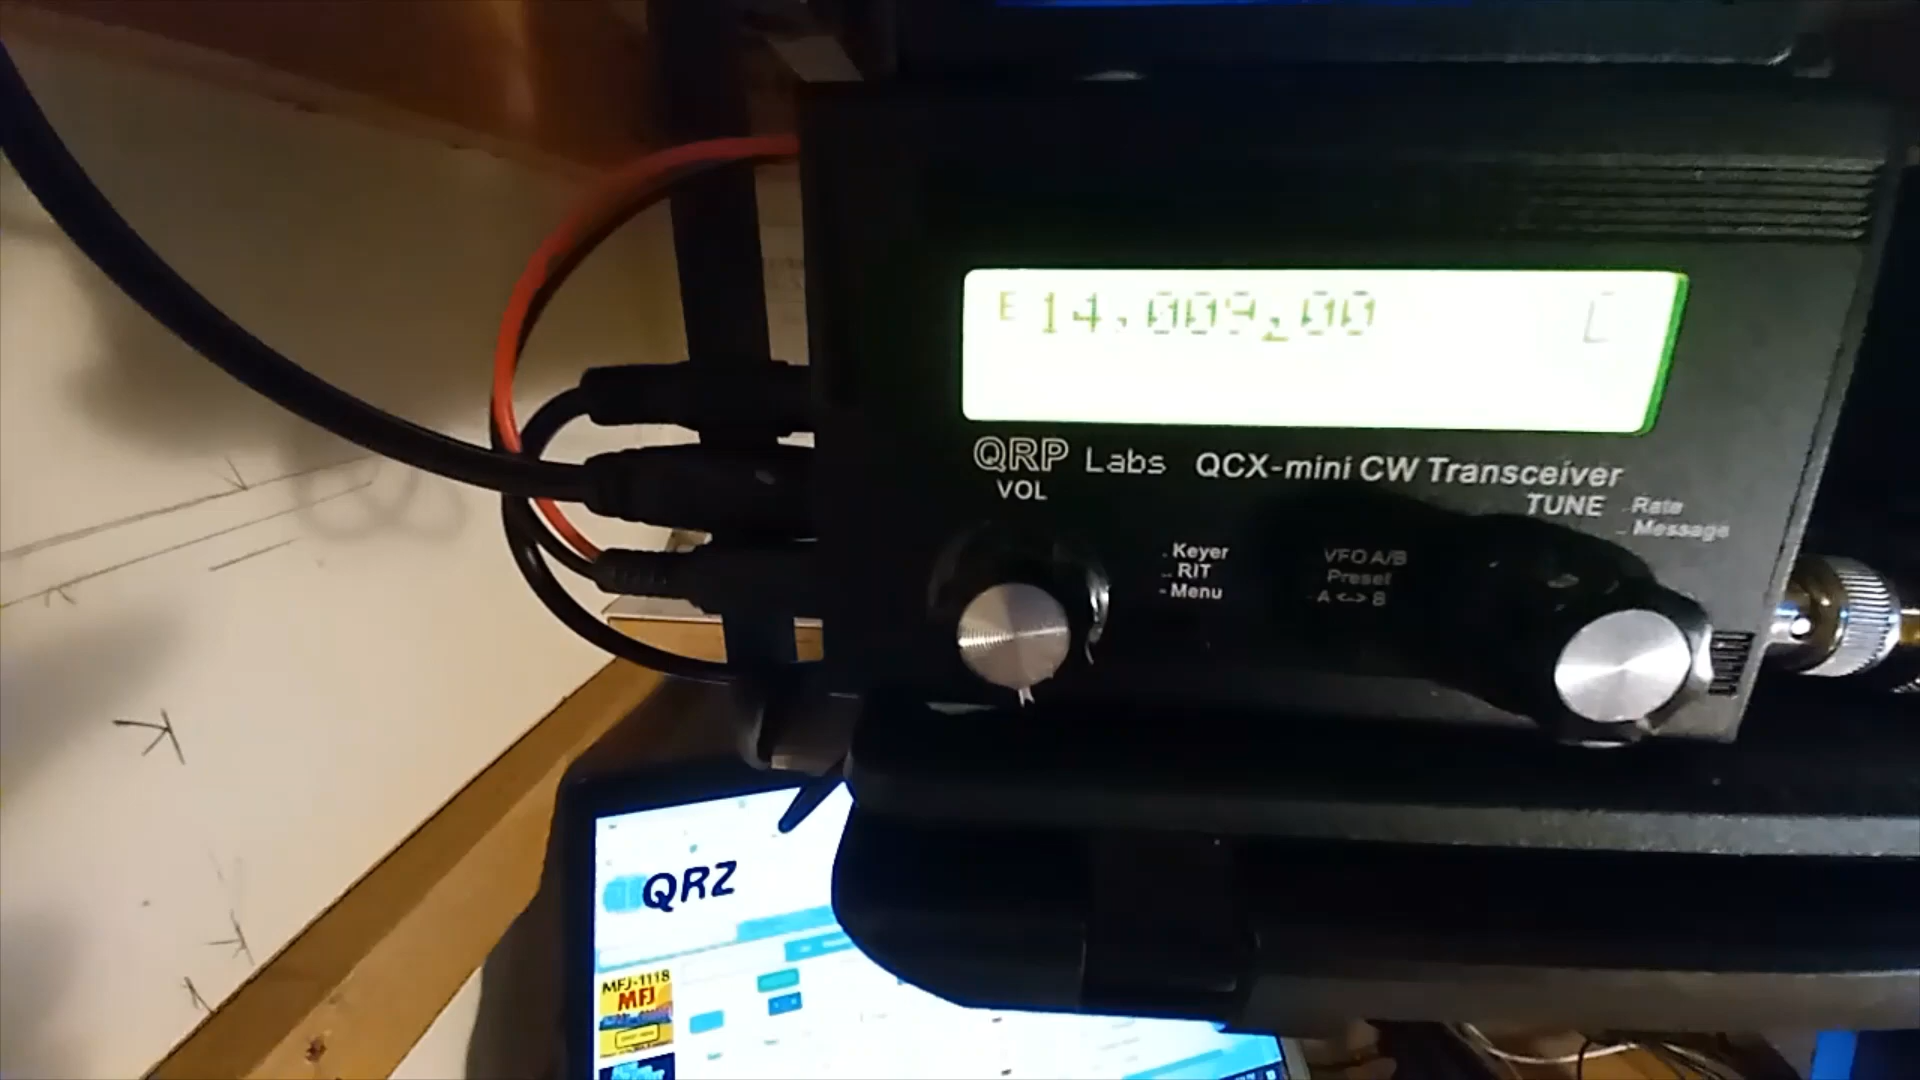 E 14,009,00
QRP Labs QCX-mini CW Transceiver
VOL
TUNE
Rate
Message
Keyer
RIT
Menu
VFO A/B
Preset
A <-> B
QRZ
MFJ-1118
MFJ